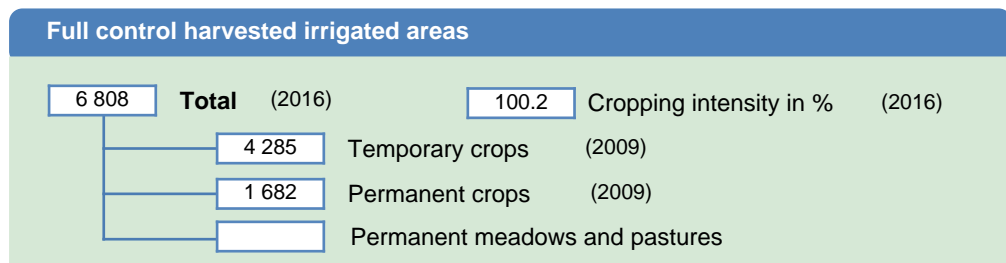 Full control harvested irrigated areas
6 808 Total (2016) 100.2 Cropping intensity in % (2016)
4 285 Temporary crops (2009)
1 682 Permanent crops (2009)
Permanent meadows and pastures